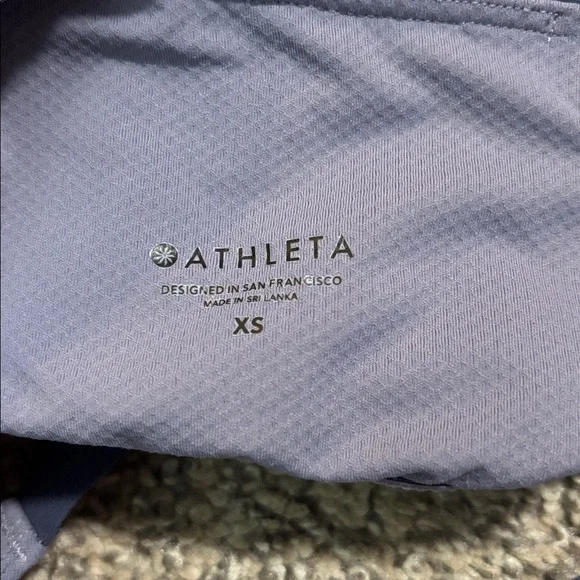 ATHLETA
DESIGNED IN SAN FRANCISCO
MADE IN SRI LANKA
XS